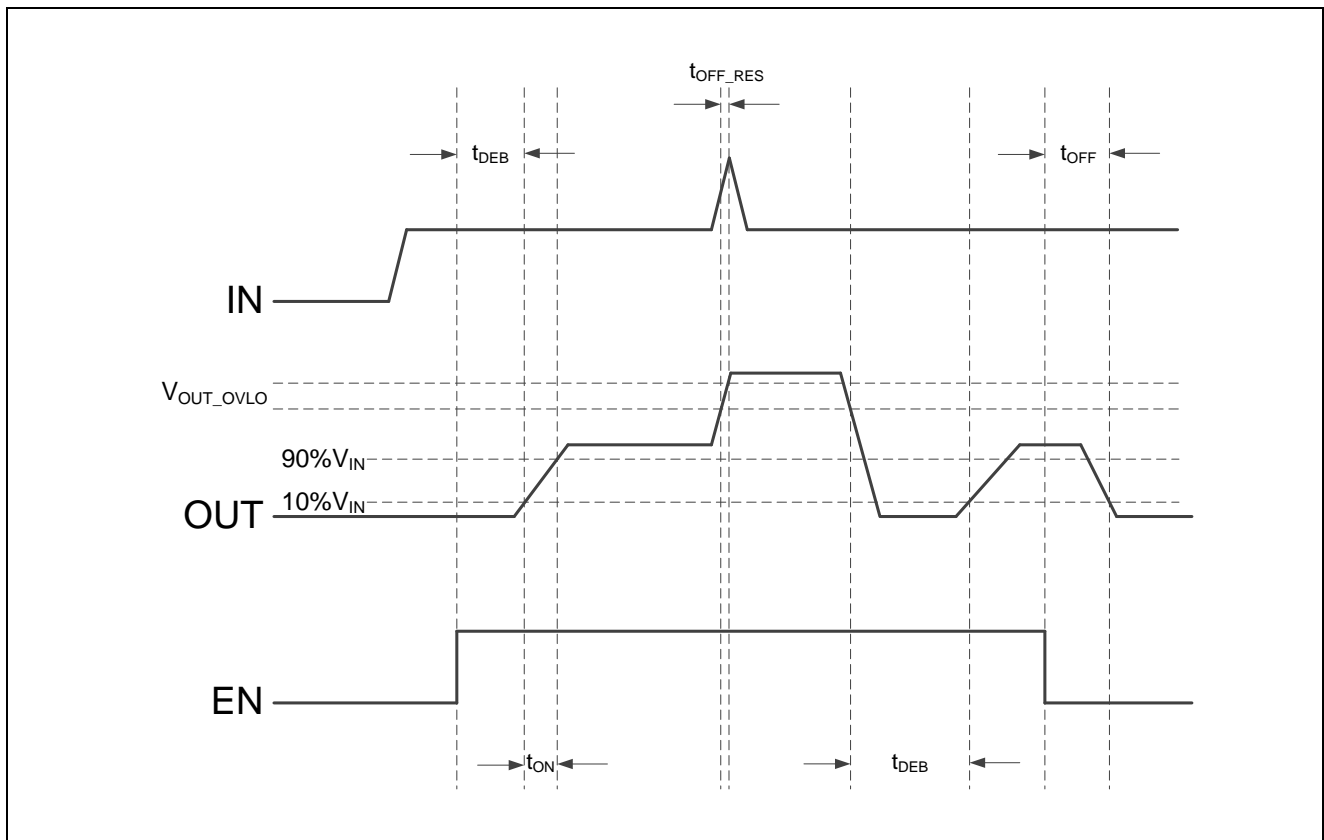 tOFF_RES
tDEB
tOFF
IN
VOUT_OVLO
90%VIN
10%VIN
OUT
EN
tON
tDEB